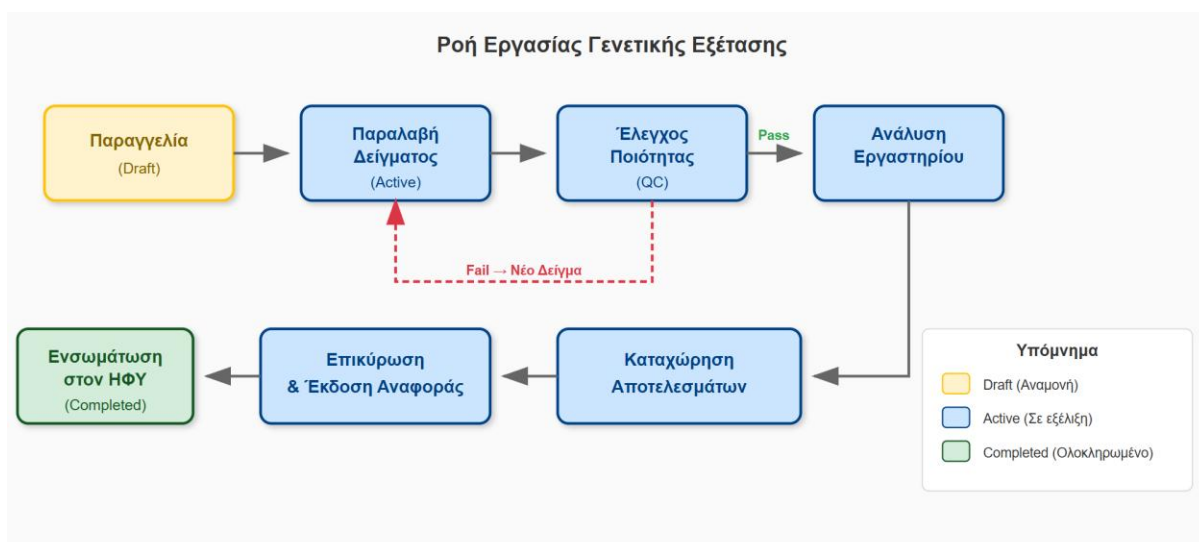 Ροή Εργασίας Γενετικής Εξέτασης
Παραγγελία
(Draft)
Παραλαβή
Δείγματος
(Active)
Έλεγχος
Ποιότητας
(QC)
Pass
Ανάλυση
Εργαστηρίου
Fail → Νέο Δείγμα
Ενσωμάτωση
στον ΗΦΥ
(Completed)
Επικύρωση
& Έκδοση Αναφοράς
Καταχώρηση
Αποτελεσμάτων
Υπόμνημα
Draft (Αναμονή)
Active (Σε εξέλιξη)
Completed (Ολοκληρωμένο)